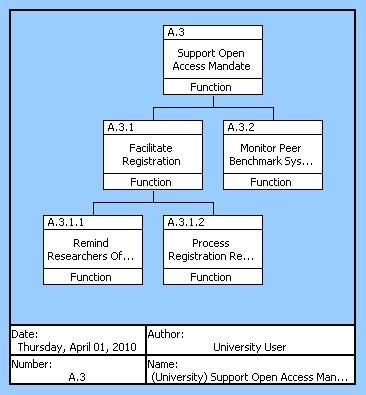 A.3
Support Open
Access Mandate
Function
A.3.1
Facilitate
Registration
Function
A.3.2
Monitor Peer
Benchmark Sys...
Function
A.3.1.1
Remind
Researchers Of...
Function
A.3.1.2
Process
Registration Re...
Function
Date:
Thursday, April 01, 2010
Author:
University User
Number:
A.3
Name:
(University) Support Open Access Man...